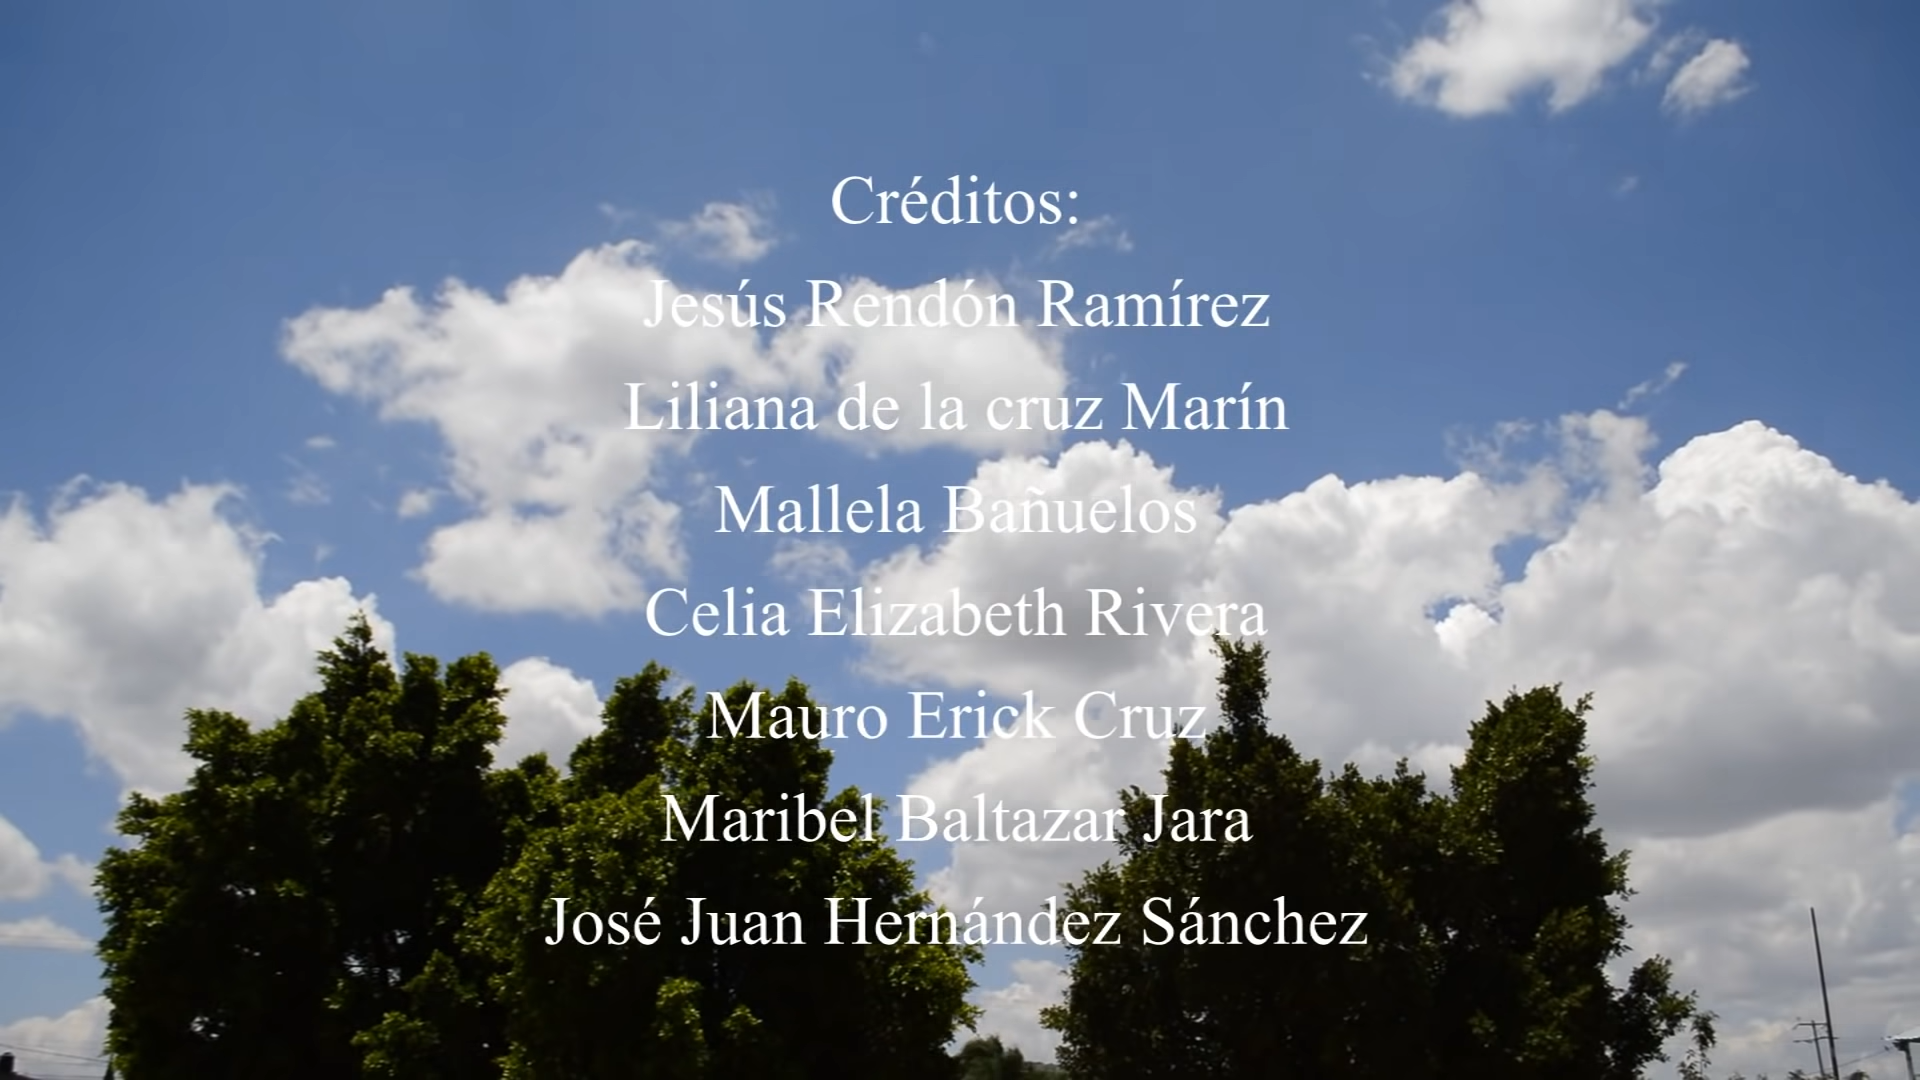 Créditos:
Jesús Rendón Ramírez
Liliana de la cruz Marín
Mallela Bañuelos
Celia Elizabeth Rivera
Mauro Erick Cruz
Maribel Baltazar Jara
José Juan Hernández Sánchez